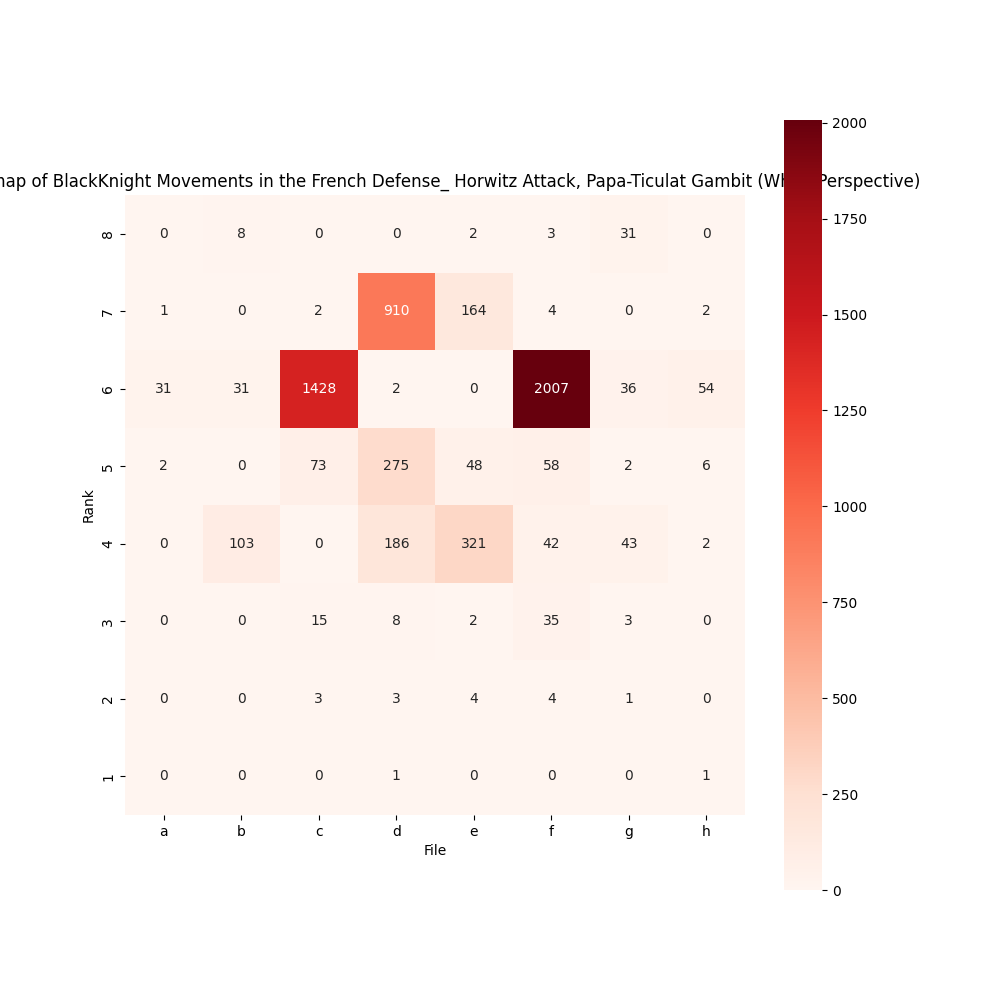 map of BlackKnight Movements in the French Defense_ Horwitz Attack, Papa-Ticulat Gambit (Wh Perspective)
8 0 8 0 0 2 3 31 0
7 1 0 2 910 164 4 0 2
6 31 31 1428 2 0 2007 36 54
5 2 0 73 275 48 58 2 6
4 0 103 0 186 321 42 43 2
3 0 0 15 8 2 35 3 0
2 0 0 3 3 4 4 1 0
1 0 0 0 1 0 0 0 1
a b c d e f g h
File
Rank
2000
1750
1500
1250
1000
750
500
250
0